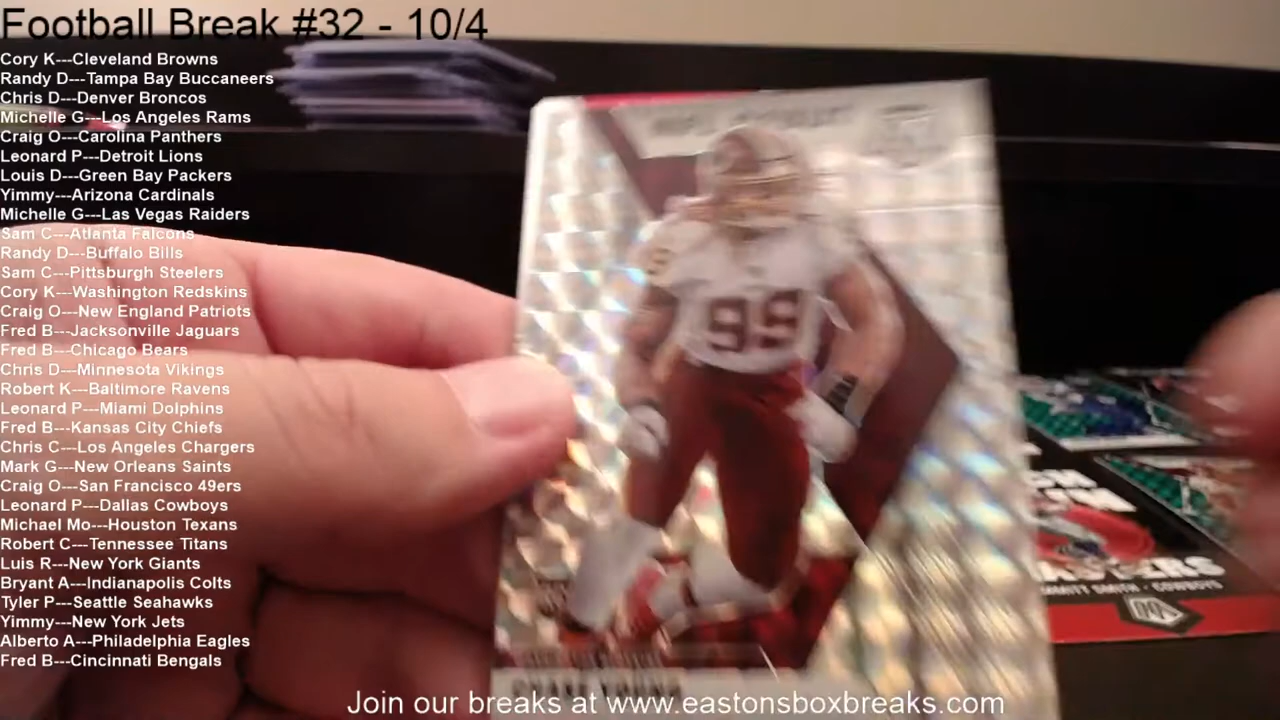 Football Break #32 - 10/4
Cory K---Cleveland Browns
Randy D---Tampa Bay Buccaneers
Chris D---Denver Broncos
Michelle G---Los Angeles Rams
Craig O---Carolina Panthers
Leonard P---Detroit Lions
Louis D---Green Bay Packers
Yimmy---Arizona Cardinals
Michelle G---Las Vegas Raiders
Sam C---Atlanta Falcons
Randy D---Buffalo Bills
Sam C---Pittsburgh Steelers
Cory K---Washington Redskins
Craig O---New England Patriots
Fred B---Jacksonville Jaguars
Fred B---Chicago Bears
Chris D---Minnesota Vikings
Robert K---Baltimore Ravens
Leonard P---Miami Dolphins
Fred B---Kansas City Chiefs
Chris C---Los Angeles Chargers
Mark G---New Orleans Saints
Craig O---San Francisco 49ers
Leonard P---Dallas Cowboys
Michael Mo---Houston Texans
Robert C---Tennessee Titans
Luis R---New York Giants
Bryant A---Indianapolis Colts
Tyler P---Seattle Seahawks
Yimmy---New York Jets
Alberto A---Philadelphia Eagles
Fred B---Cincinnati Bengals
99
SMITH - COWBOYS
Join our breaks at www.eastonsboxbreaks.com